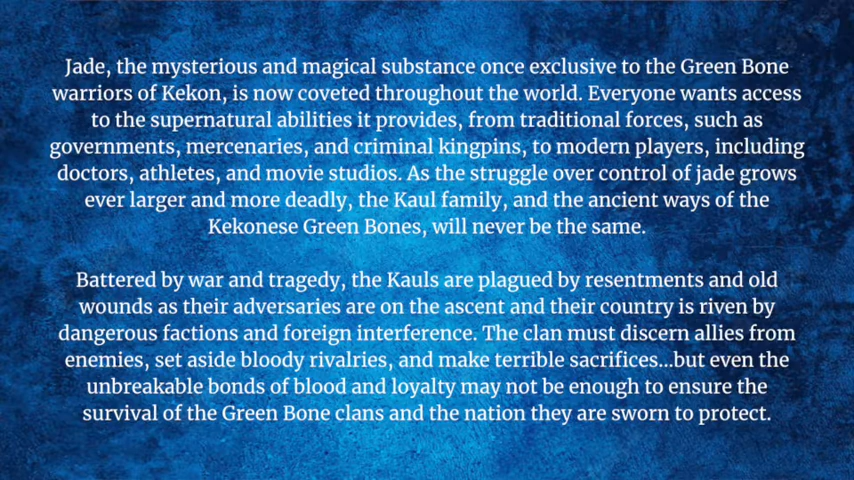 Jade, the mysterious and magical substance once exclusive to the Green Bone
warriors of Kekon, is now coveted throughout the world. Everyone wants access
to the supernatural abilities it provides, from traditional forces, such as
governments, mercenaries, and criminal kingpins, to modern players, including
doctors, athletes, and movie studios. As the struggle over control of jade grows
ever larger and more deadly, the Kaul family, and the ancient ways of the
Kekonese Green Bones, will never be the same.
Battered by war and tragedy, the Kauls are plagued by resentments and old
wounds as their adversaries are on the ascent and their country is riven by
dangerous factions and foreign interference. The clan must discern allies from
enemies, set aside bloody rivalries, and make terrible sacrifices...but even the
unbreakable bonds of blood and loyalty may not be enough to ensure the
survival of the Green Bone clans and the nation they are sworn to protect.